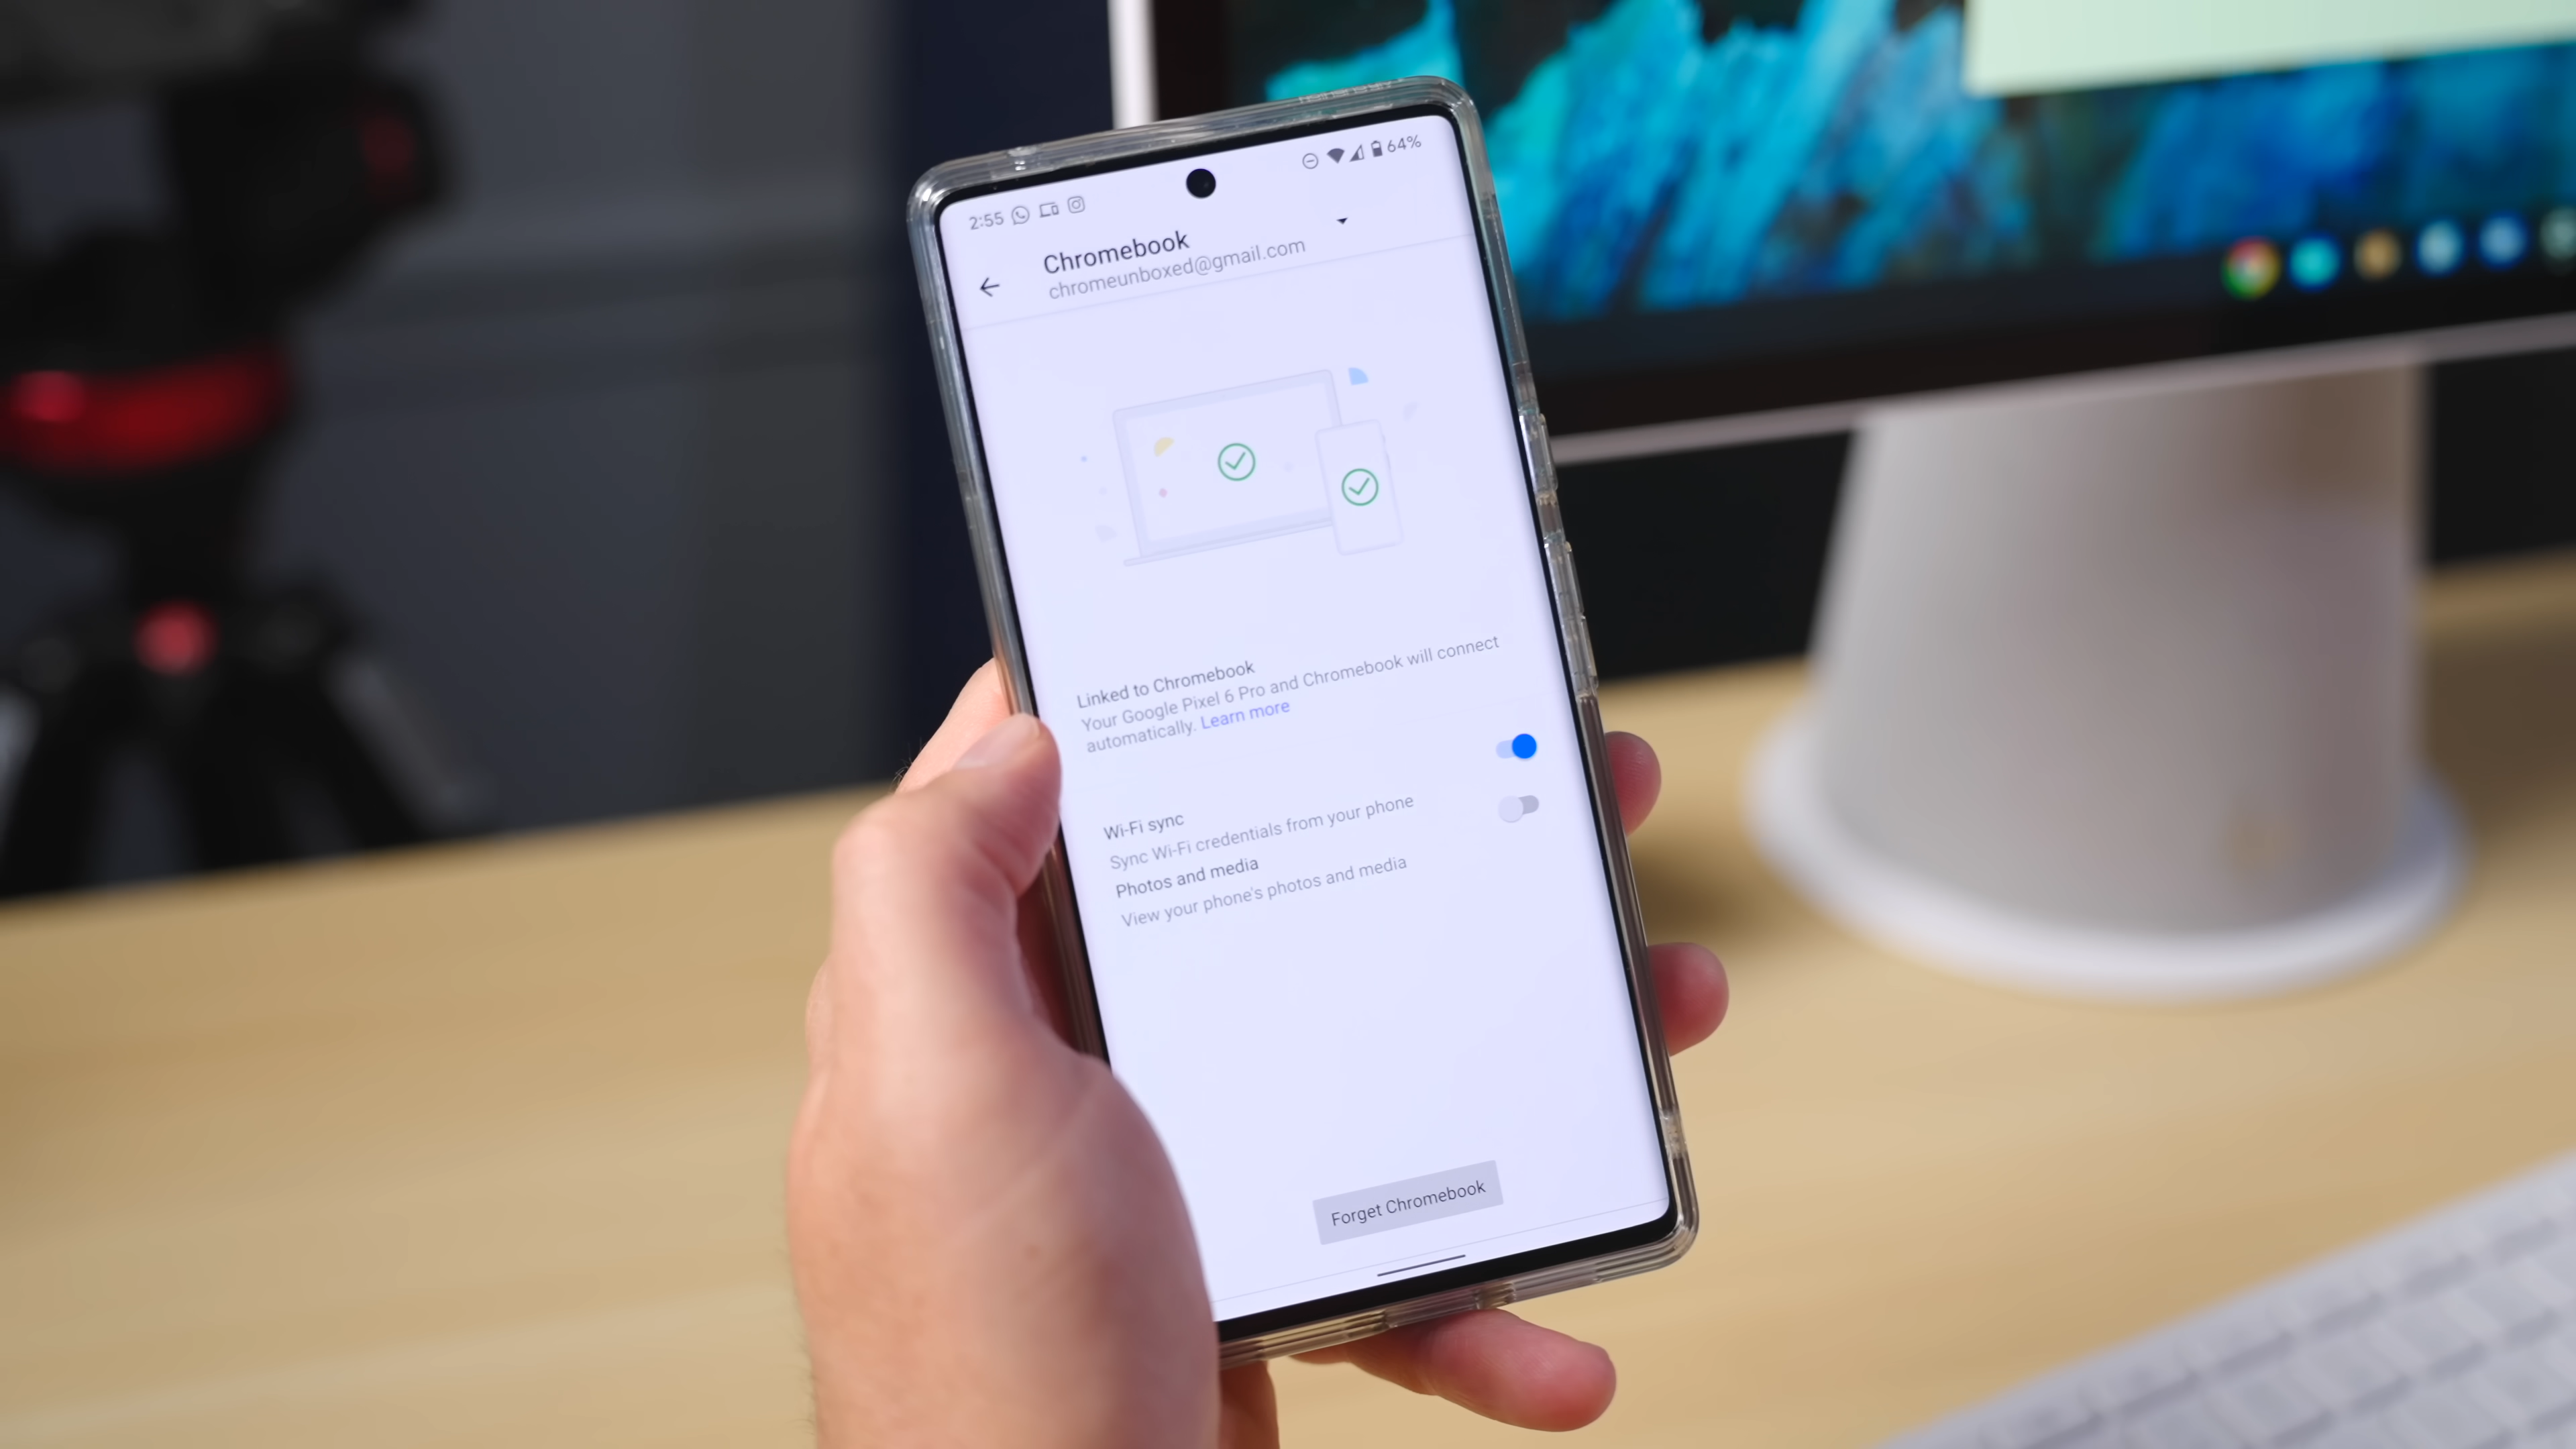 2:55
64%
Chromebook
chromeunboxed@gmail.com
Linked to Chromebook
Your Google Pixel 6 Pro and Chromebook will connect
automatically. Learn more
Wi-Fi sync
Sync Wi-Fi credentials from your phone
Photos and media
View your phone's photos and media
Forget Chromebook